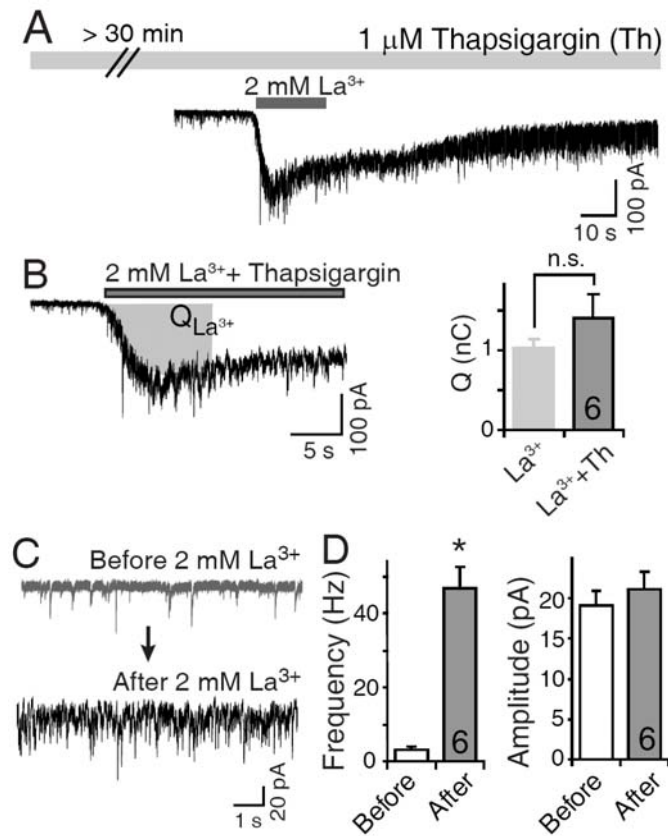 A
> 30 min
1 µM Thapsigargin (Th)
2 mM La³⁺
100 pA
10 s
B
2 mM La³⁺+ Thapsigargin
Q La³⁺
100 pA
5 s
n.s.
Q (nC)
1
0
6
La³⁺
La³⁺+Th
C
Before 2 mM La³⁺
After 2 mM La³⁺
1 s
20 pA
D
*
Frequency (Hz)
40
20
0
6
Before
After
Amplitude (pA)
20
15
10
5
0
6
Before
After